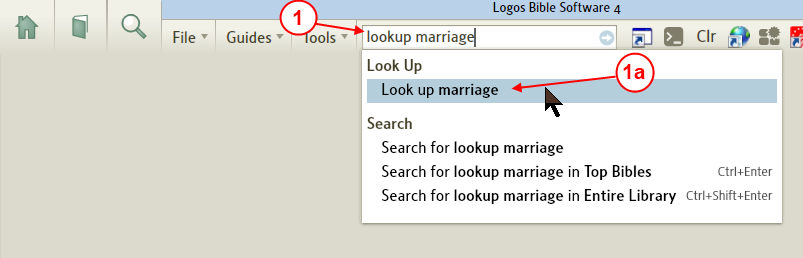 Logos Bible Software 4
1
File Guides Tools lookup marriage Clr
Look Up
1a
Look up marriage
Search
Search for lookup marriage
Search for lookup marriage in Top Bibles Ctrl+Enter
Search for lookup marriage in Entire Library Ctrl+Shift+Enter